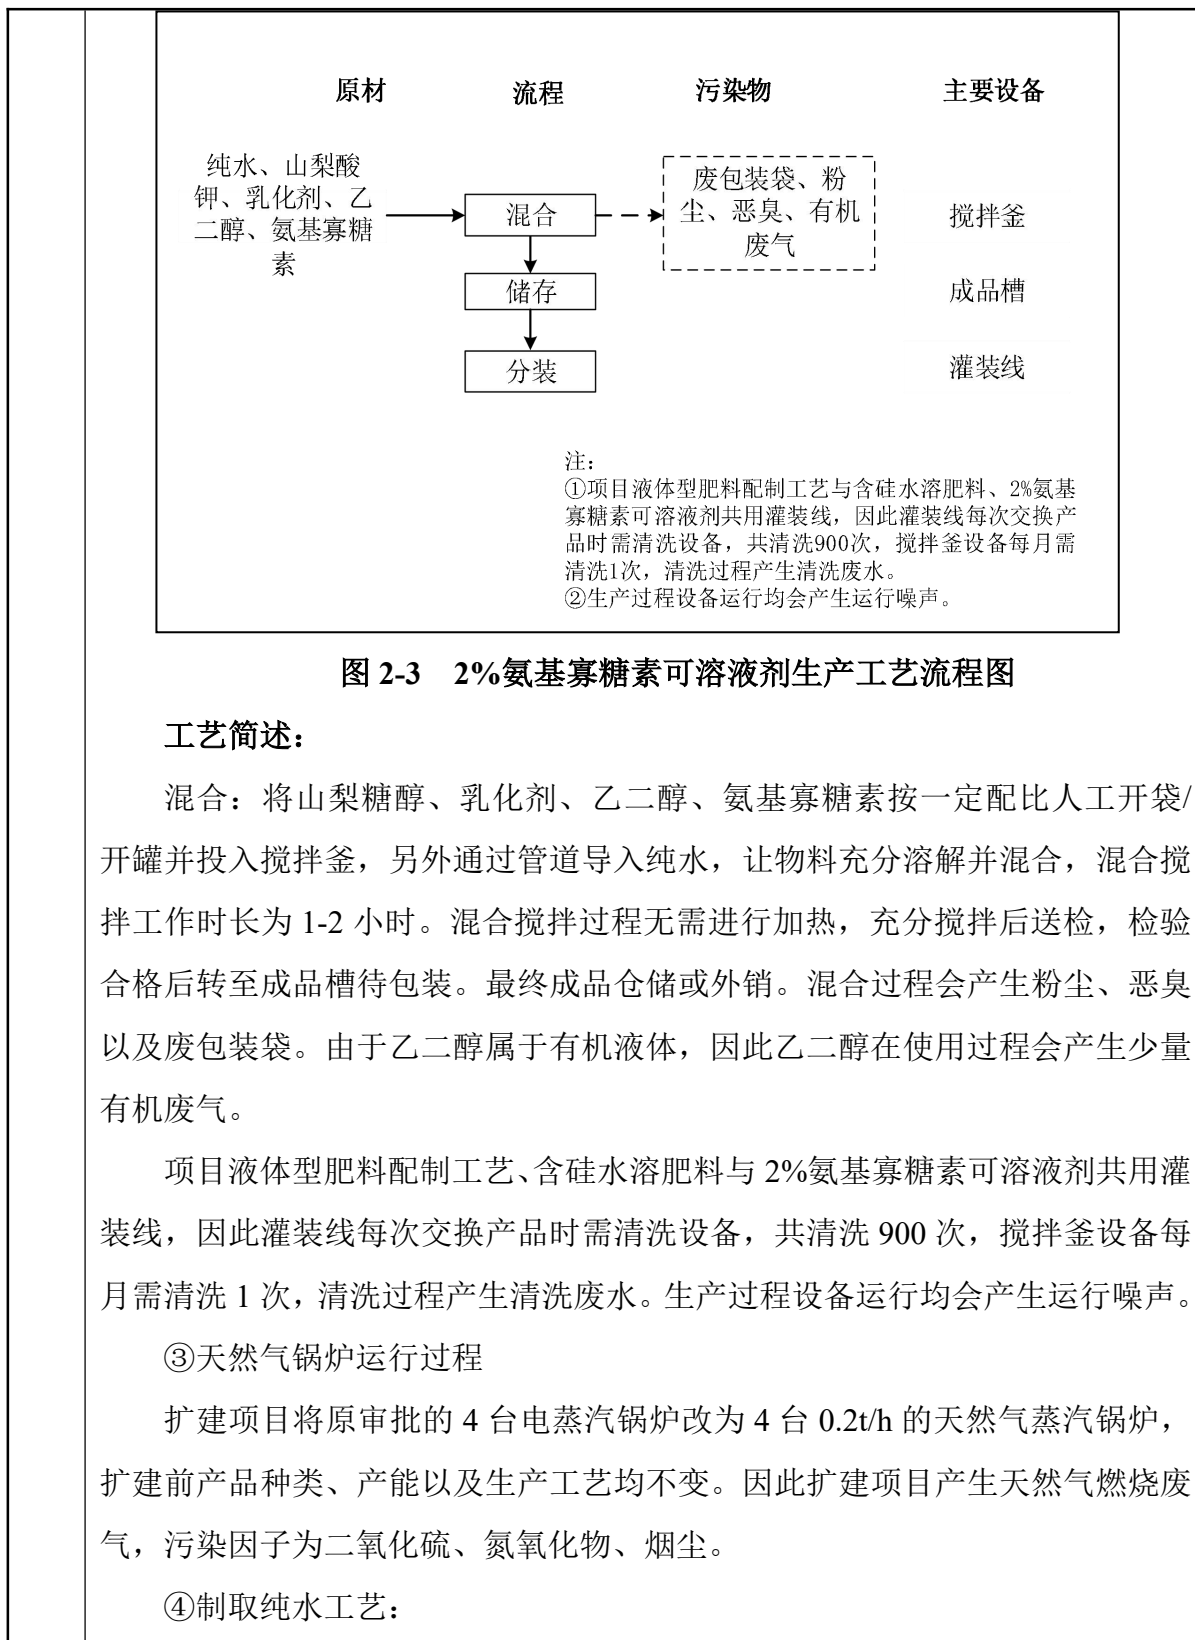 原材 流程 污染物 主要设备
纯水、山梨酸
钾、乳化剂、乙
二醇、氨基寡糖
素
混合
废包装袋、粉
尘、恶臭、有机
废气
搅拌釜
储存
成品槽
分装
灌装线
注：
①项目液体型肥料配制工艺与含硅水溶肥料、2%氨基
寡糖素可溶液剂共用灌装线，因此灌装线每次交换产
品时需清洗设备，共清洗900次，搅拌釜设备每月需
清洗1次，清洗过程产生清洗废水。
②生产过程设备运行均会产生运行噪声。
图 2-3 2%氨基寡糖素可溶液剂生产工艺流程图
工艺简述：
混合：将山梨糖醇、乳化剂、乙二醇、氨基寡糖素按一定配比人工开袋/
开罐并投入搅拌釜，另外通过管道导入纯水，让物料充分溶解并混合，混合搅
拌工作时长为 1-2 小时。混合搅拌过程无需进行加热，充分搅拌后送检，检验
合格后转至成品槽待包装。最终成品仓储或外销。混合过程会产生粉尘、恶臭
以及废包装袋。由于乙二醇属于有机液体，因此乙二醇在使用过程会产生少量
有机废气。
项目液体型肥料配制工艺、含硅水溶肥料与 2%氨基寡糖素可溶液剂共用灌
装线，因此灌装线每次交换产品时需清洗设备，共清洗 900 次，搅拌釜设备每
月需清洗 1 次，清洗过程产生清洗废水。生产过程设备运行均会产生运行噪声。
③天然气锅炉运行过程
扩建项目将原审批的 4 台电蒸汽锅炉改为 4 台 0.2t/h 的天然气蒸汽锅炉，
扩建前产品种类、产能以及生产工艺均不变。因此扩建项目产生天然气燃烧废
气，污染因子为二氧化硫、氮氧化物、烟尘。
④制取纯水工艺：